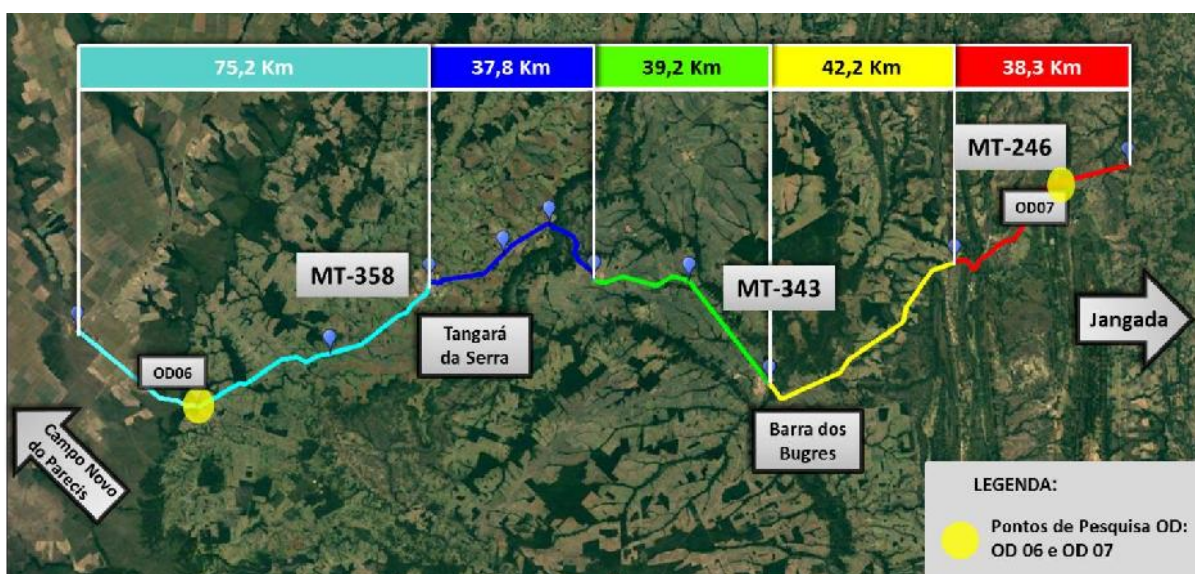 75,2 Km
37,8 Km
39,2 Km
42,2 Km
38,3 Km
MT-246
OD07
MT-358
MT-343
Jangada
Tangará
da Serra
OD06
Campo Novo
do Parecis
Barra dos
Bugres
LEGENDA:
Pontos de Pesquisa OD:
OD 06 e OD 07